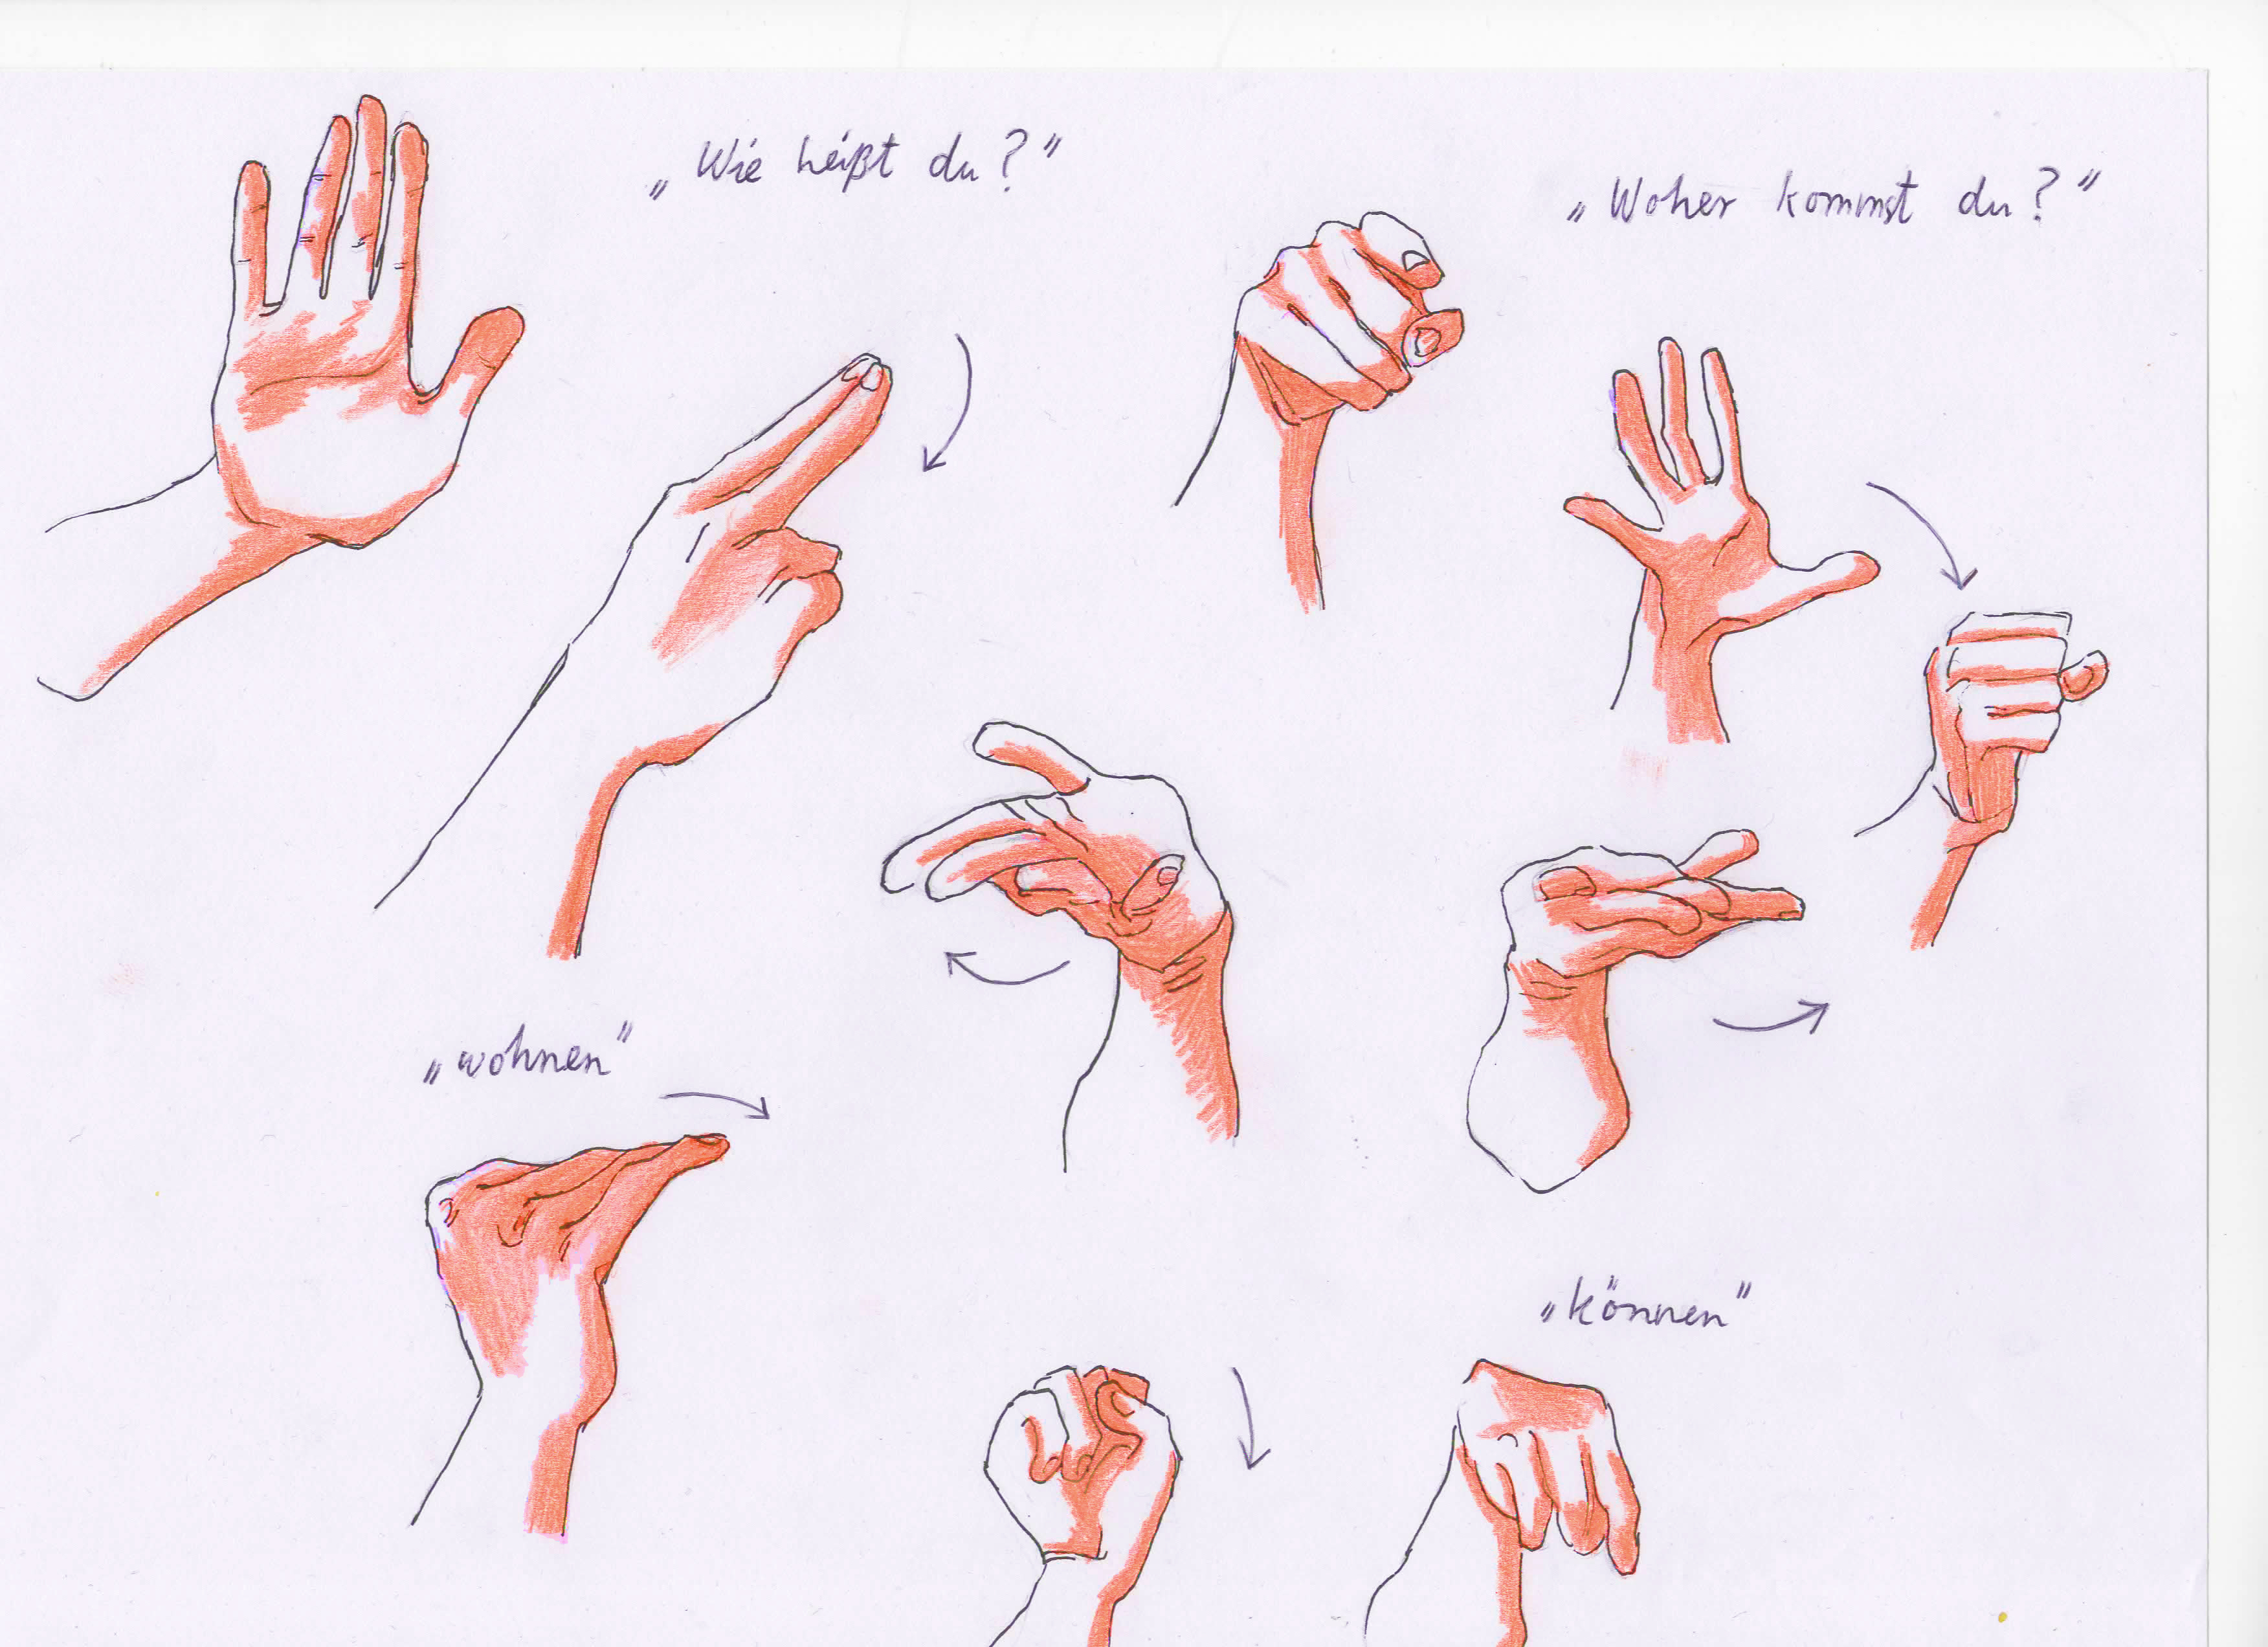 „Wie heißt du?"
„Woher kommst du?"
„wohnen"
„können"